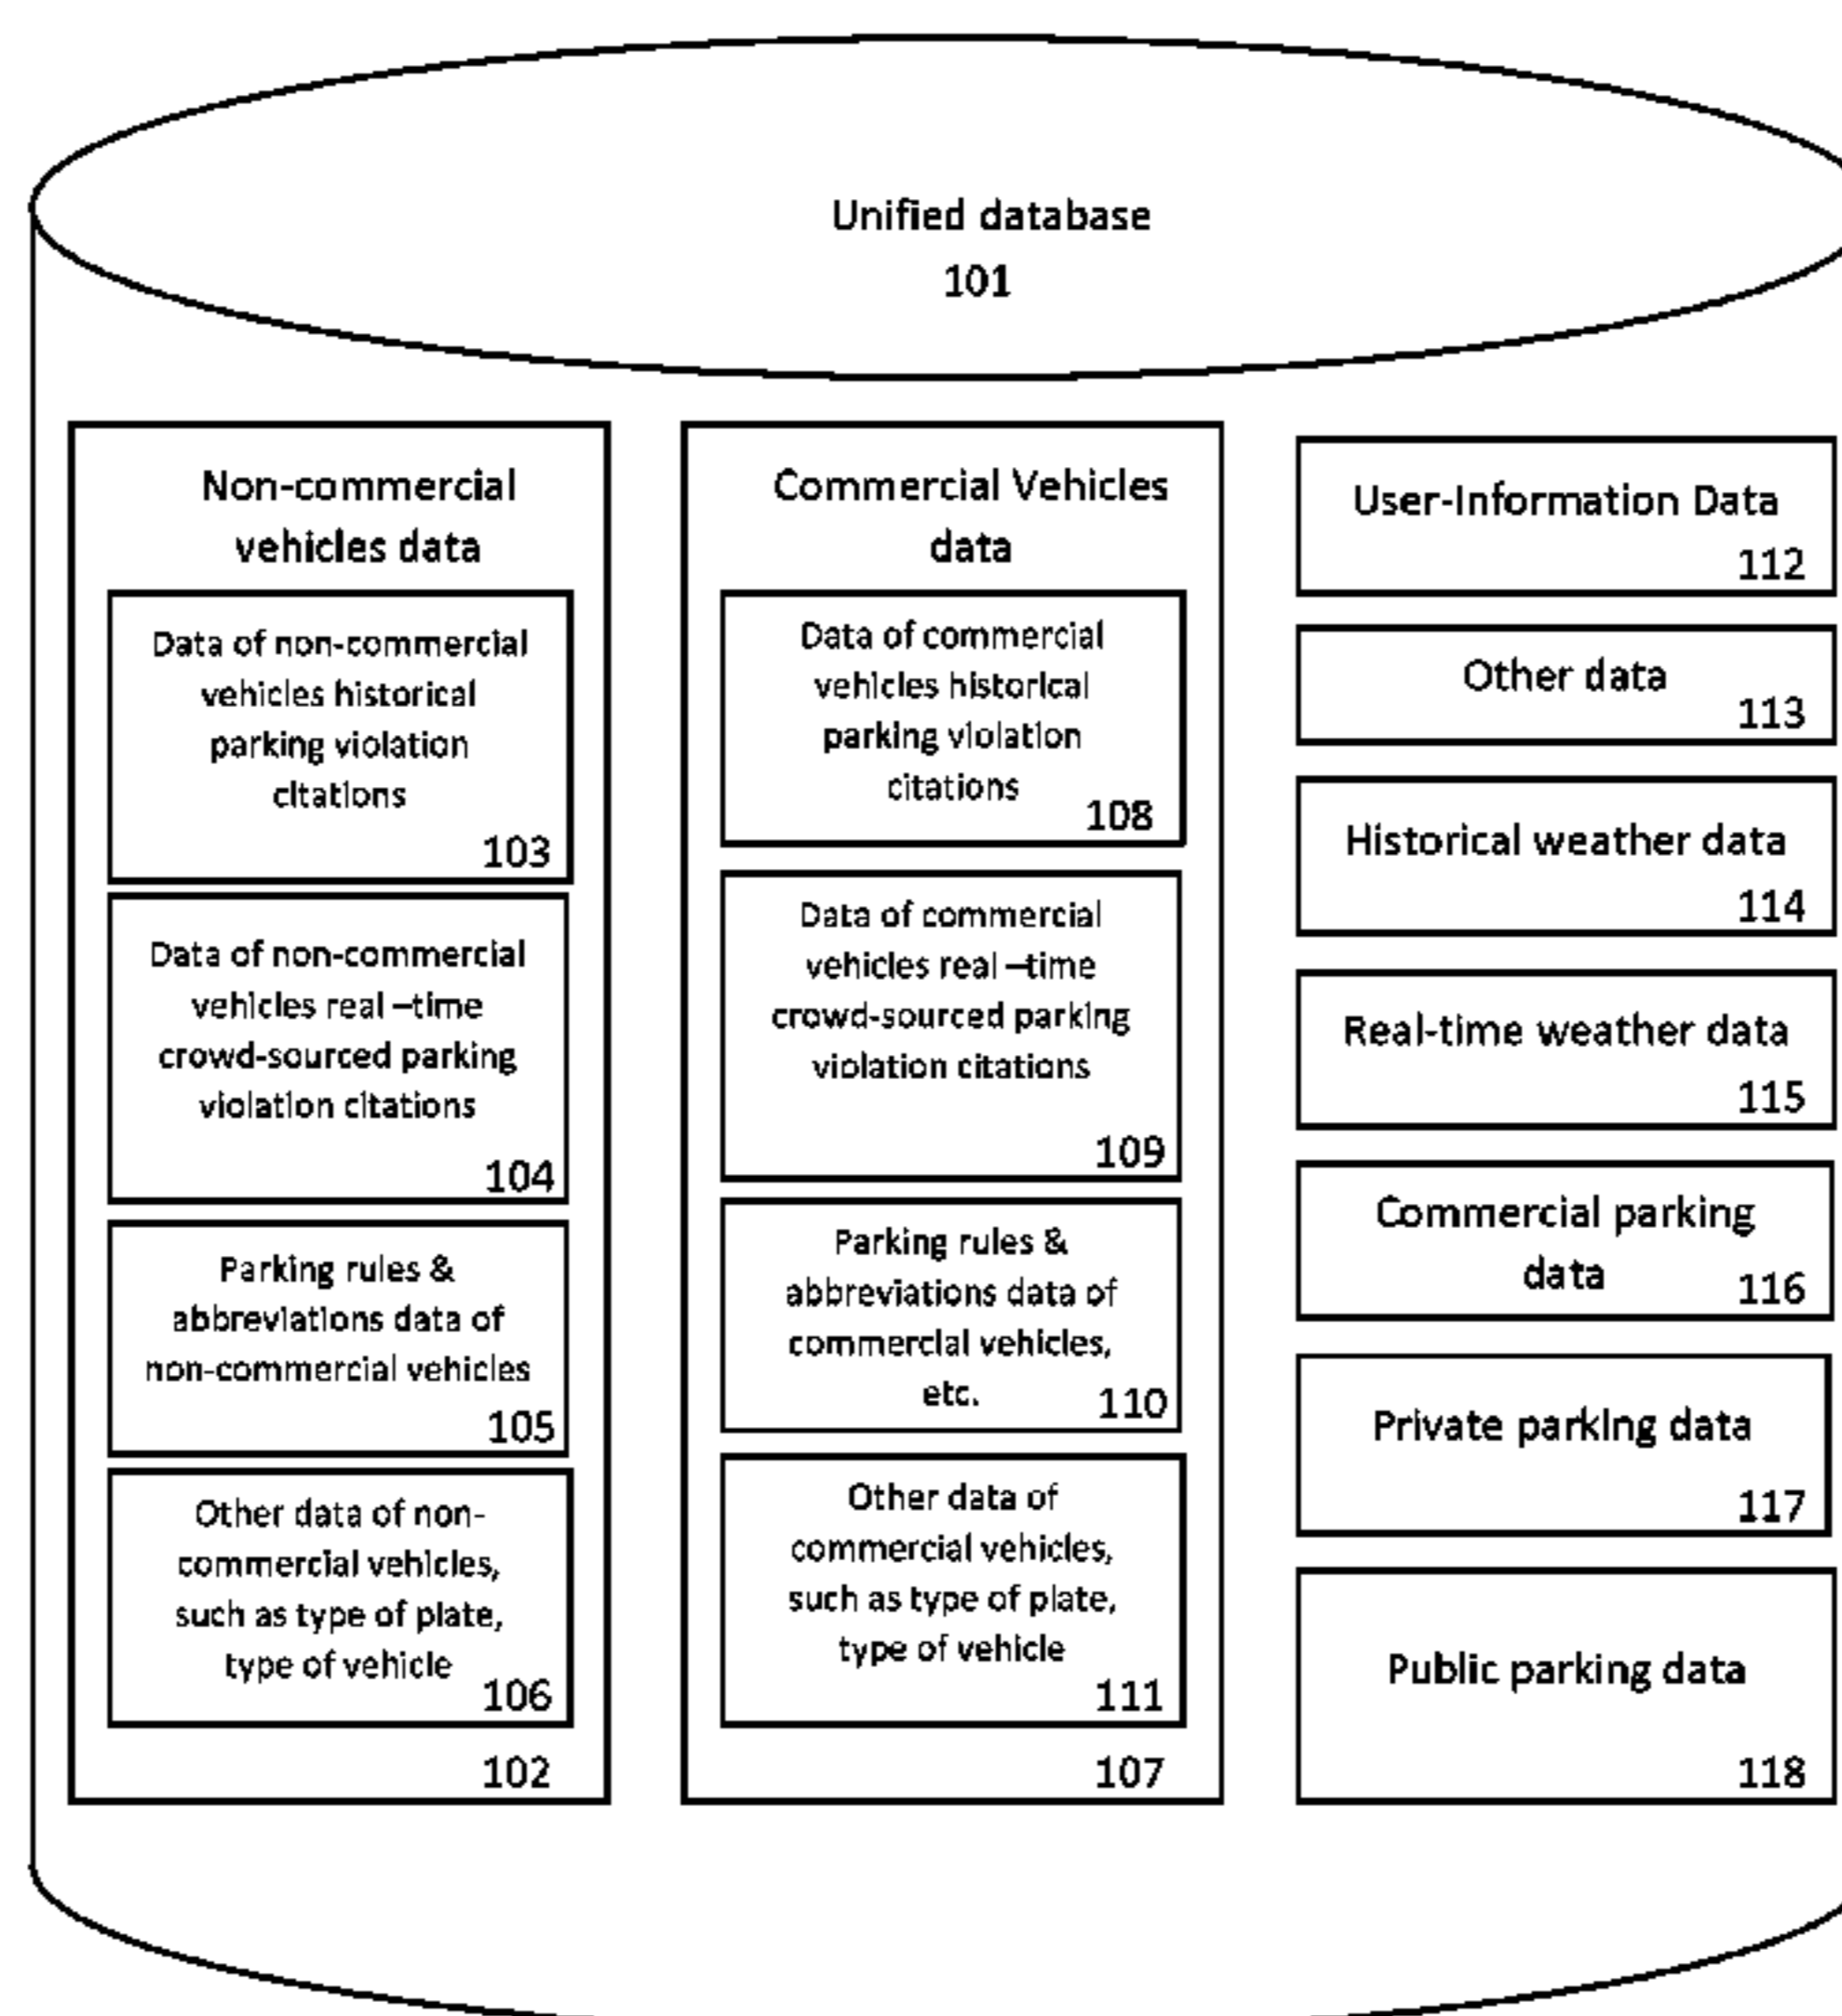 Unified database
101
Non-commercial
vehicles data
Data of non-commercial
vehicles historical
parking violation
citations
103
Data of non-commercial
vehicles real –time
crowd-sourced parking
violation citations
104
Parking rules &
abbreviations data of
non-commercial vehicles
105
Other data of non-
commercial vehicles,
such as type of plate,
type of vehicle
106
102
Commercial Vehicles
data
Data of commercial
vehicles historical
parking violation
citations
108
Data of commercial
vehicles real –time
crowd-sourced parking
violation citations
109
Parking rules &
abbreviations data of
commercial vehicles,
etc.
110
Other data of
commercial vehicles,
such as type of plate,
type of vehicle
111
107
User-Information Data
112
Other data
113
Historical weather data
114
Real-time weather data
115
Commercial parking
data
116
Private parking data
117
Public parking data
118